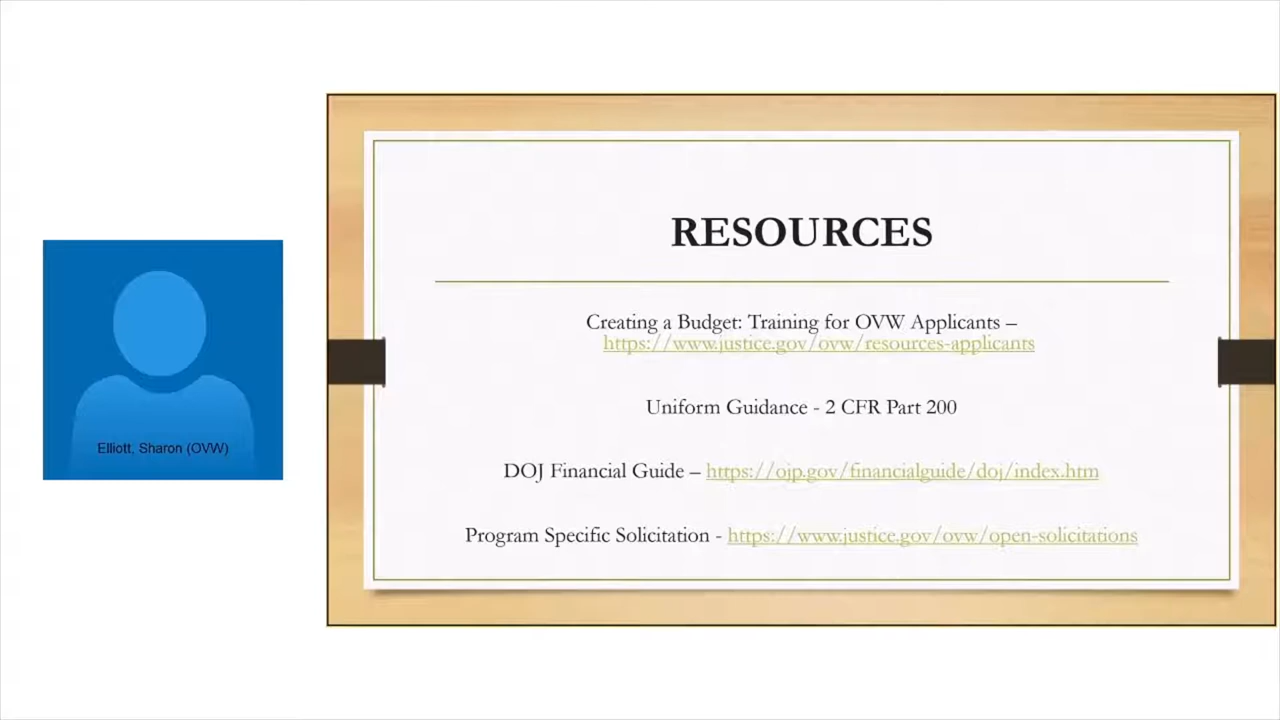 RESOURCES
Creating a Budget: Training for OVW Applicants –
https://www.justice.gov/ovw/resources-applicants
Uniform Guidance - 2 CFR Part 200
DOJ Financial Guide – https://ojp.gov/financialguide/doj/index.htm
Program Specific Solicitation - https://www.justice.gov/ovw/open-solicitations
Elliott, Sharon (OVW)